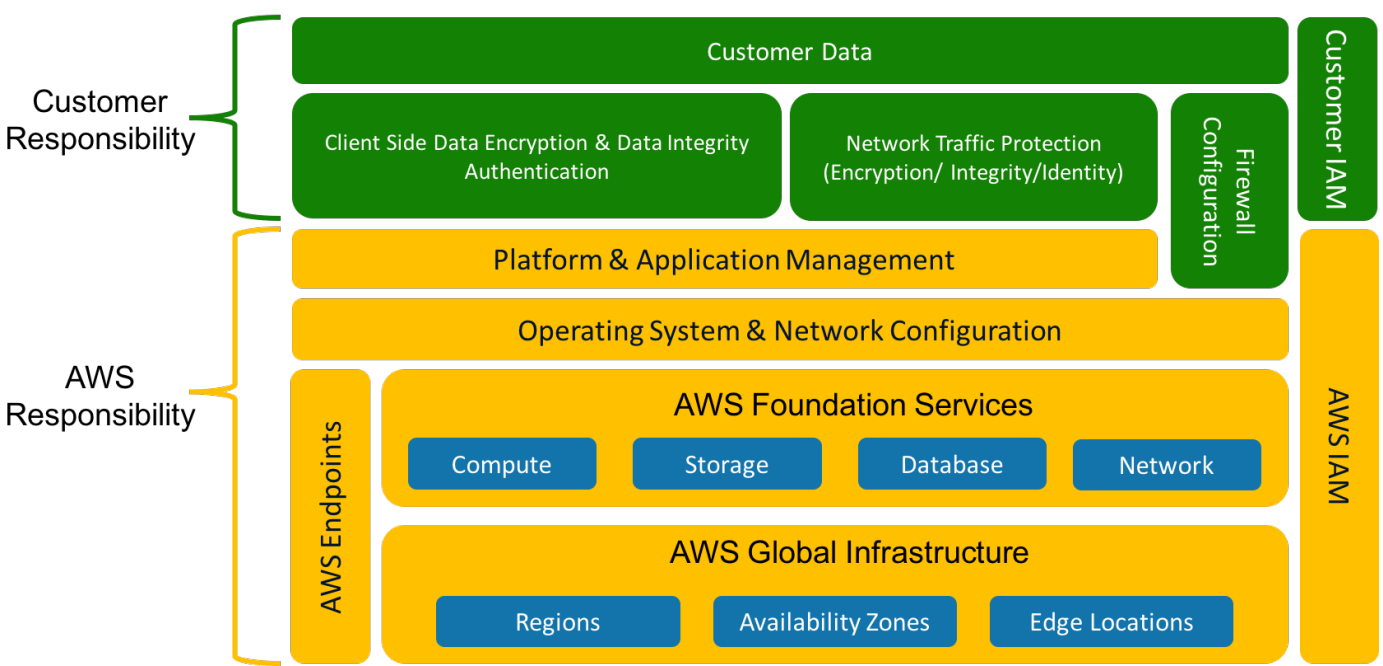 Customer Data
Customer IAM
Customer
Responsibility
Client Side Data Encryption & Data Integrity
Authentication
Network Traffic Protection
(Encryption/ Integrity/Identity)
Firewall
Configuration
Platform & Application Management
Operating System & Network Configuration
AWS
Responsibility
AWS Endpoints
AWS Foundation Services
Compute
Storage
Database
Network
AWS IAM
AWS Global Infrastructure
Regions
Availability Zones
Edge Locations